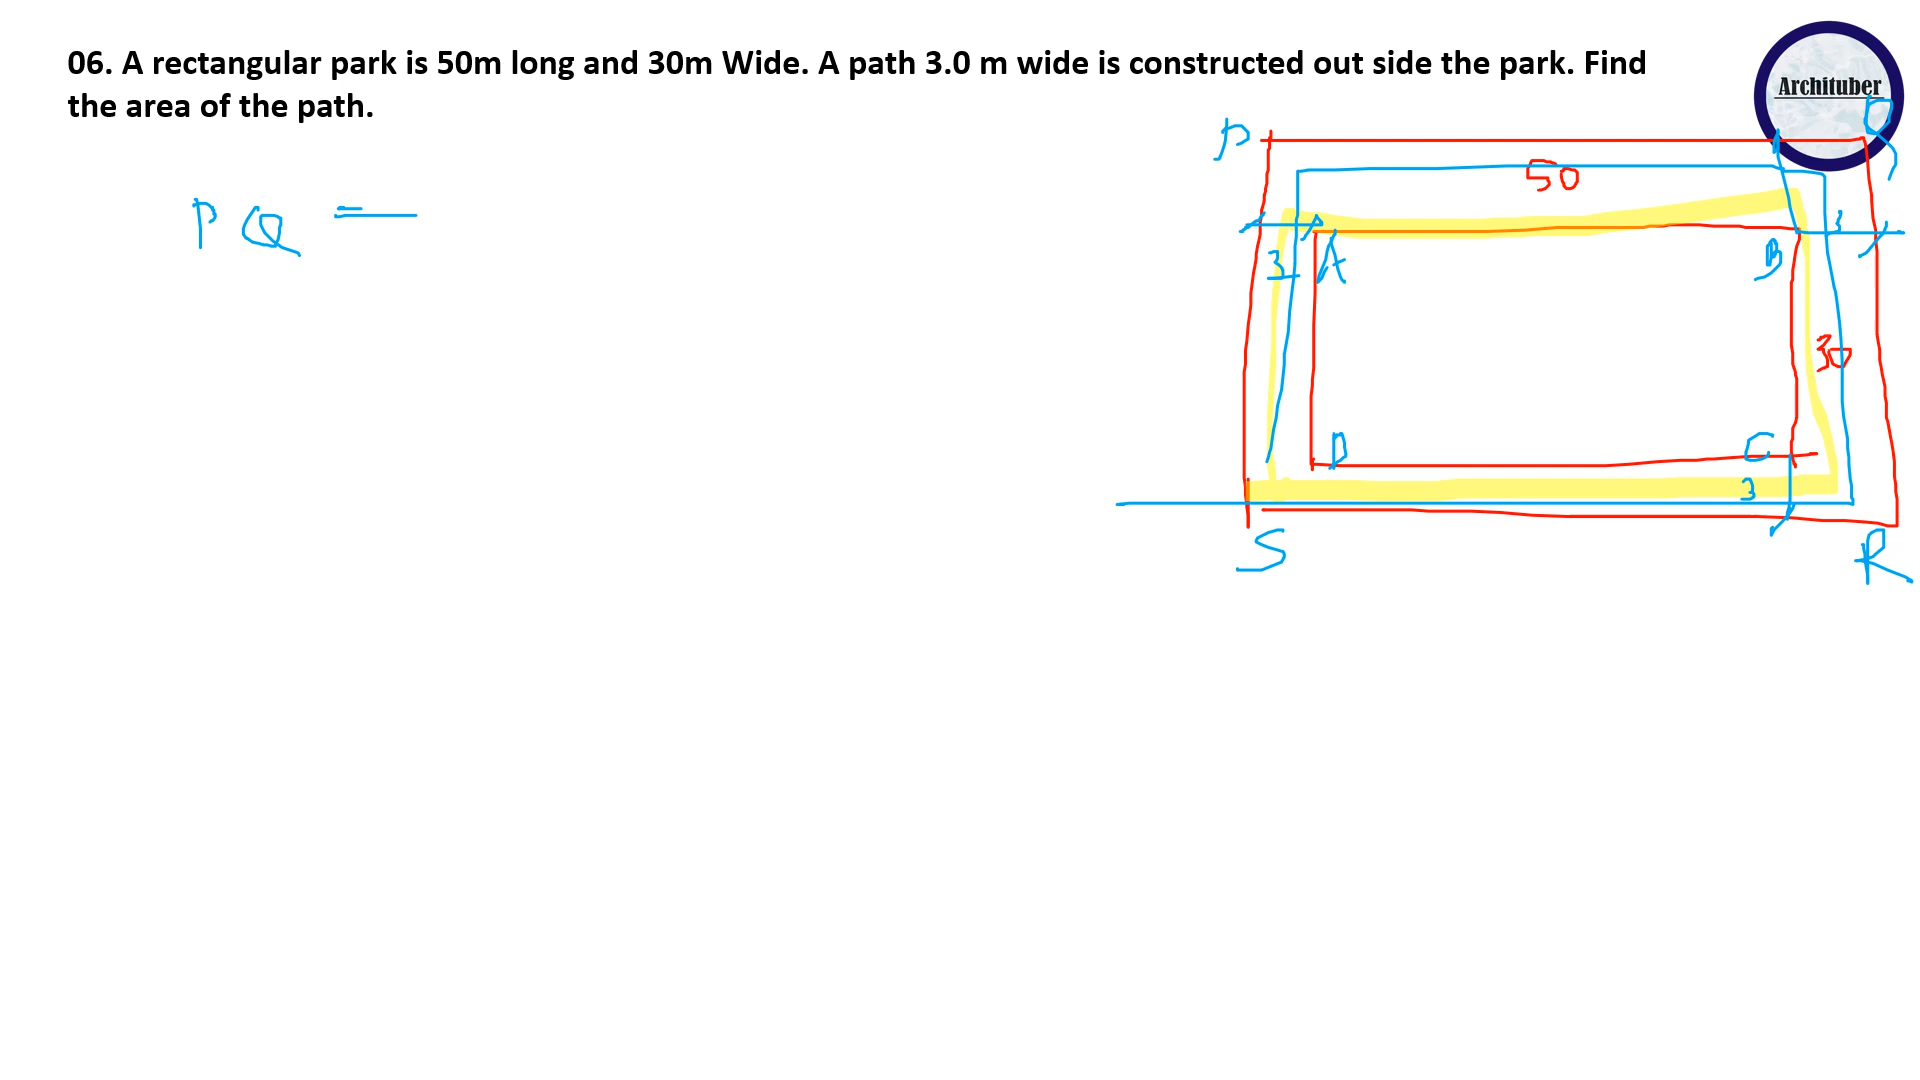 06. A rectangular park is 50m long and 30m Wide. A path 3.0 m wide is constructed out side the park. Find
the area of the path.
Archituber
P
Q
50
PQ =
3
A
B
3
30
D
C
3
S
R